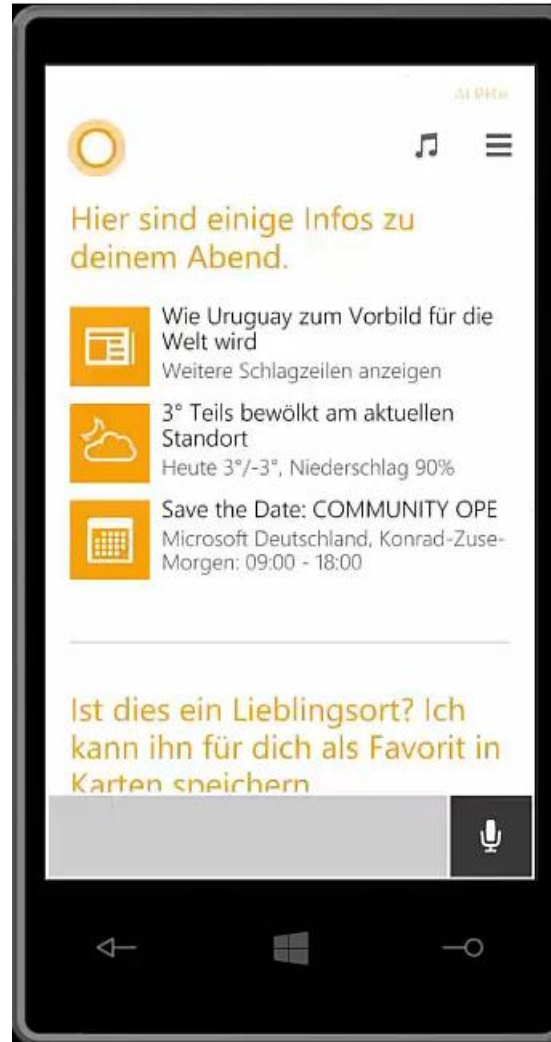 ALPHA
Hier sind einige Infos zu
deinem Abend.
Wie Uruguay zum Vorbild für die
Welt wird
Weitere Schlagzeilen anzeigen
3° Teils bewölkt am aktuellen
Standort
Heute 3°/-3°, Niederschlag 90%
Save the Date: COMMUNITY OPE
Microsoft Deutschland, Konrad-Zuse-
Morgen: 09:00 - 18:00
Ist dies ein Lieblingsort? Ich
kann ihn für dich als Favorit in
Karten speichern